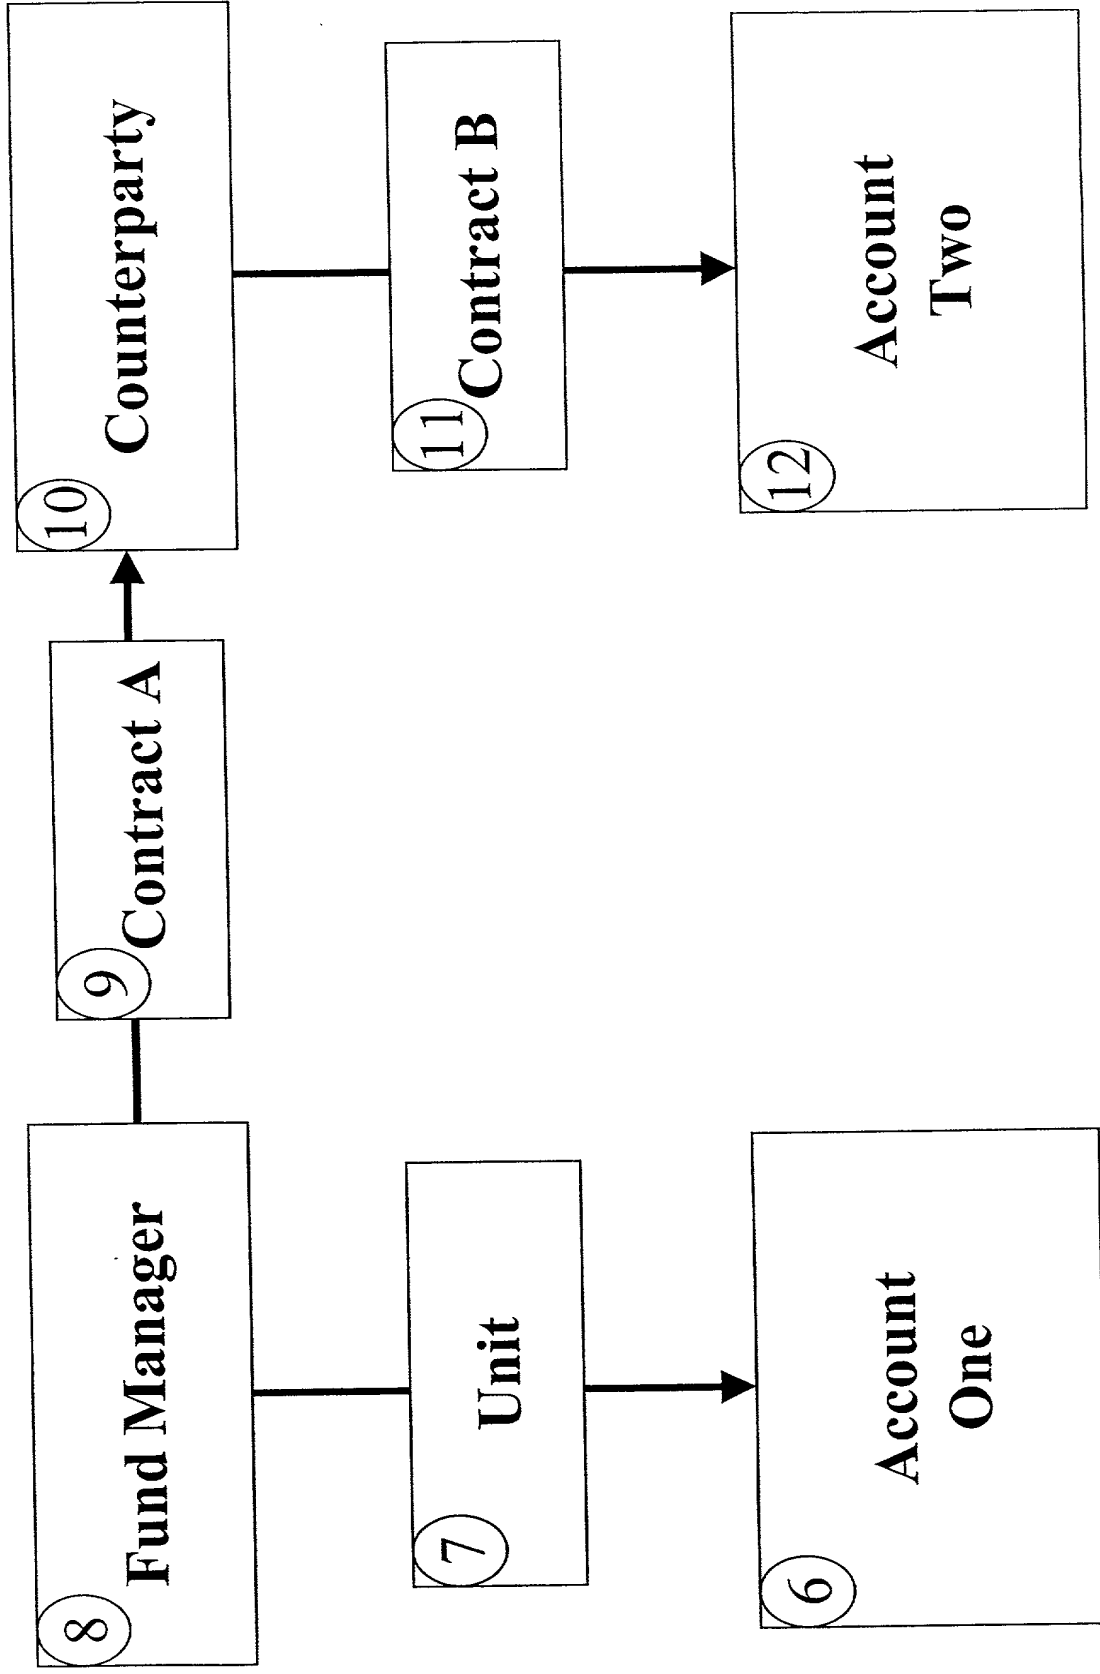 8
Fund Manager
9
Contract A
10
Counterparty
7
Unit
11
Contract B
6
Account
One
12
Account
Two